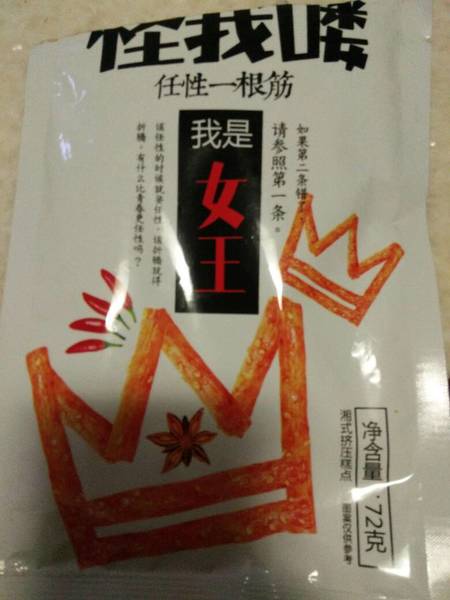 怪我喽
任性一根筋
我是
女王
如果第二条错了
请参照第一条。
该任性的时候就要任性，该折腾就得
折腾，有什么比青春更任性吗？
净含量：72克
湘式挤压糕点
图案仅供参考